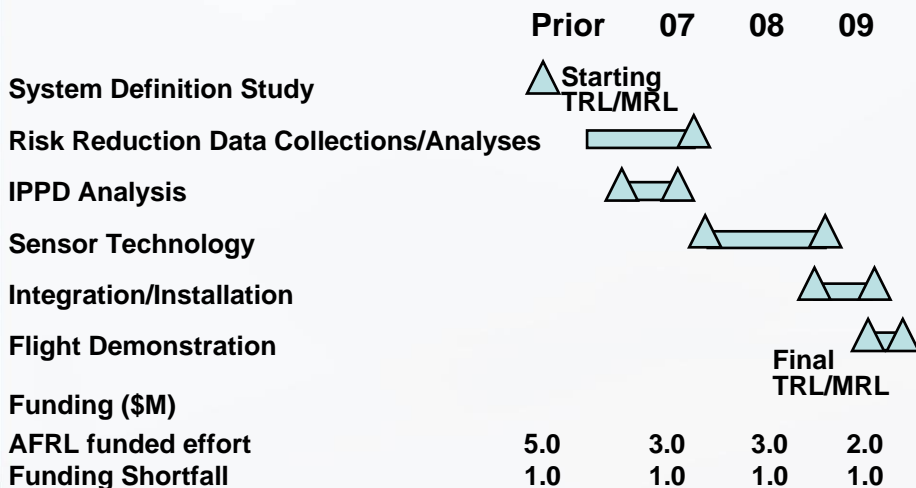 Prior 07 08 09
System Definition Study
Starting
TRL/MRL
Risk Reduction Data Collections/Analyses
IPPD Analysis
Sensor Technology
Integration/Installation
Flight Demonstration
Final
TRL/MRL
Funding ($M)
AFRL funded effort 5.0 3.0 3.0 2.0
Funding Shortfall 1.0 1.0 1.0 1.0